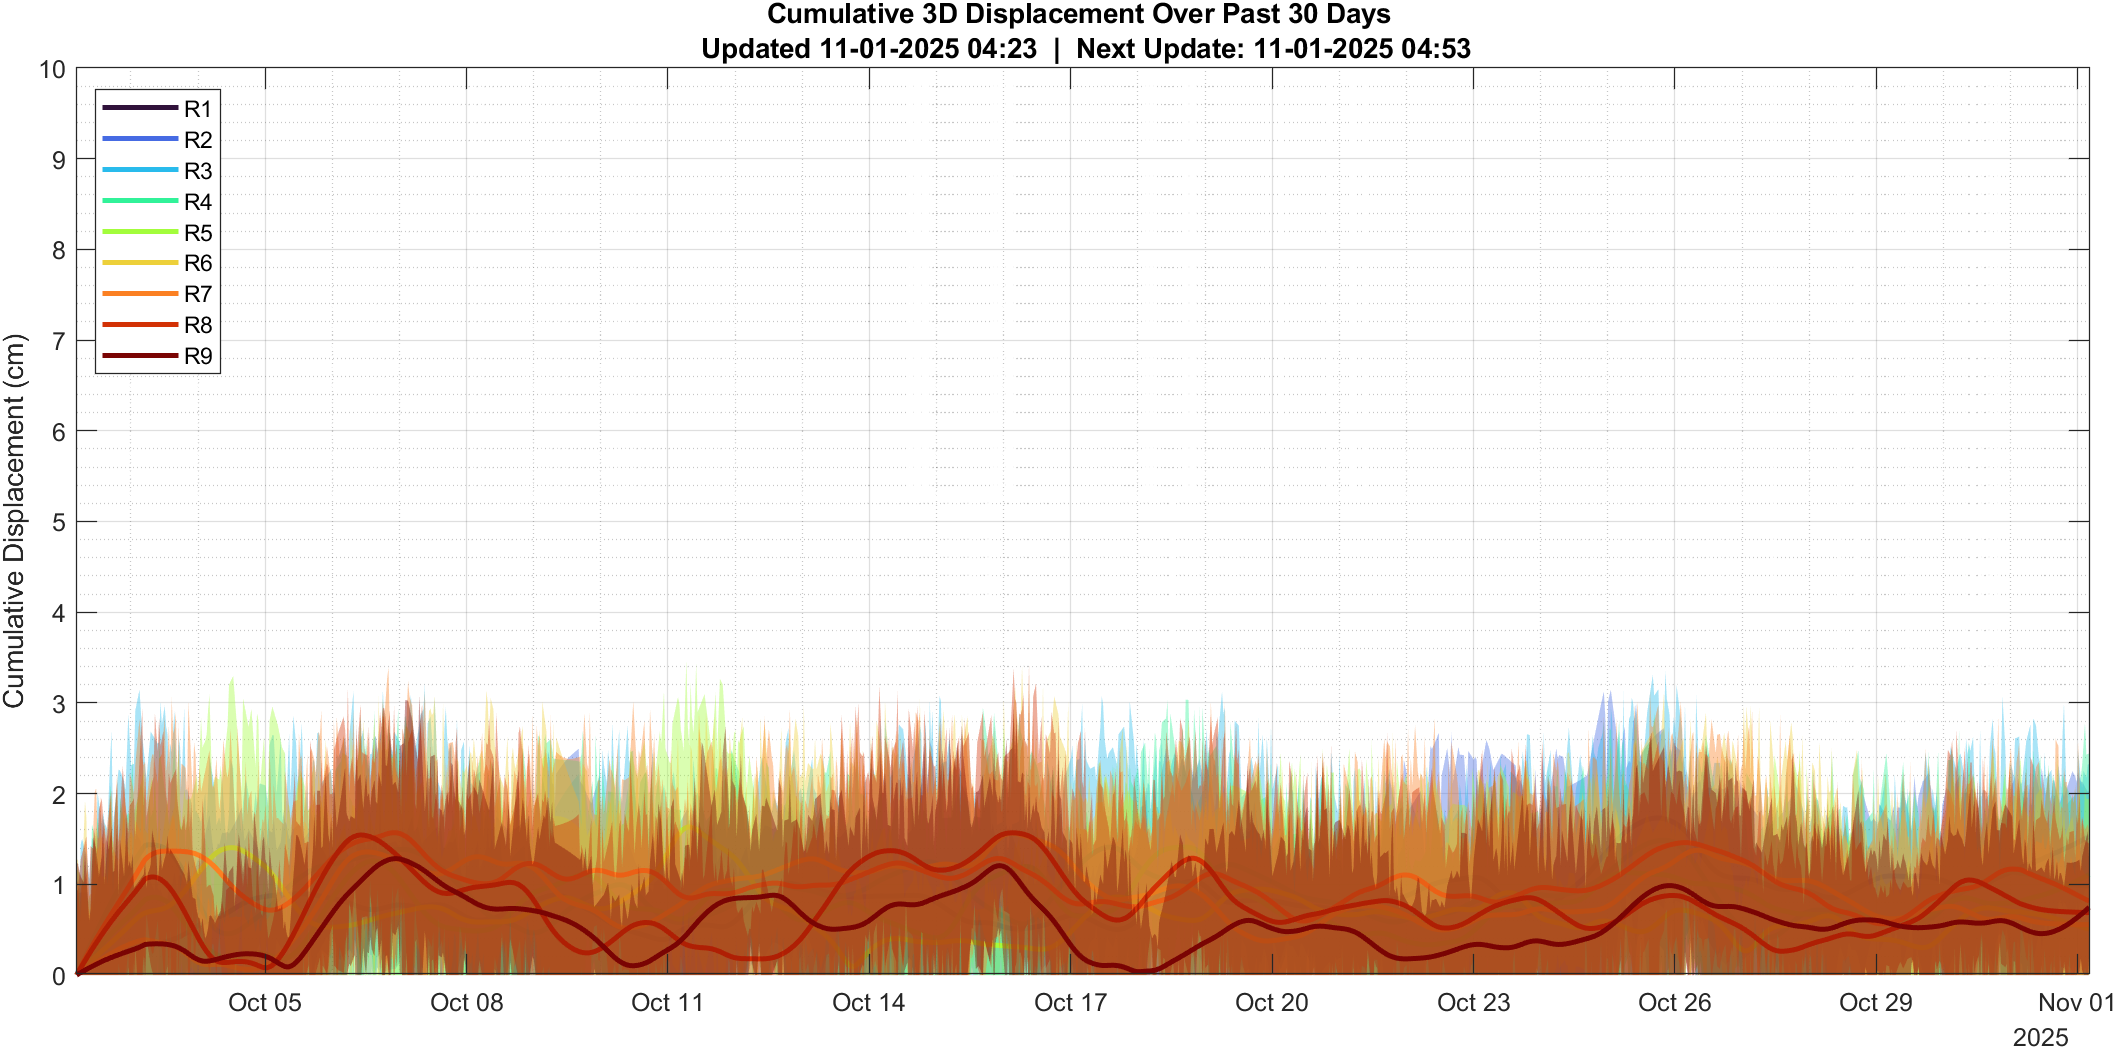 Cumulative 3D Displacement Over Past 30 Days
Updated 11-01-2025 04:23 | Next Update: 11-01-2025 04:53
10
9
8
7
6
5
4
3
2
1
0
Cumulative Displacement (cm)
R1
R2
R3
R4
R5
R6
R7
R8
R9
Oct 05 Oct 08 Oct 11 Oct 14 Oct 17 Oct 20 Oct 23 Oct 26 Oct 29 Nov 01
2025